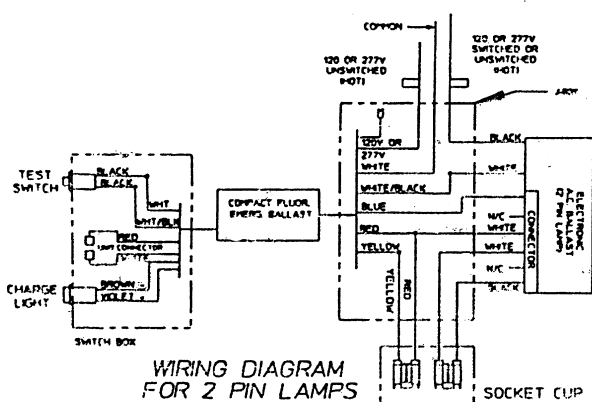 COMMON
120 OR 277V
UNSWITCHED
(HOT)
120 OR 277V
SWITCHED OR
UNSWITCHED
(HOT)
J-BOX
120V OR
277V
WHITE
WHITE/BLACK
BLUE
RED
YELLOW
YELLOW
RED
BLACK
WHITE
N/C
WHITE
WHITE
N/C
BLACK
CONNECTOR
ELECTRONIC
A.C. BALLAST
(2 PIN LAMP)
TEST
SWITCH
BLACK
BLACK
WHT
WHT/BLK
RED
UNIT CONNECTOR
WHITE
BROWN
VIOLET
CHARGE
LIGHT
SWITCH BOX
COMPACT FLUOR.
EMERG. BALLAST
WIRING DIAGRAM
FOR 2 PIN LAMPS
SOCKET CUP